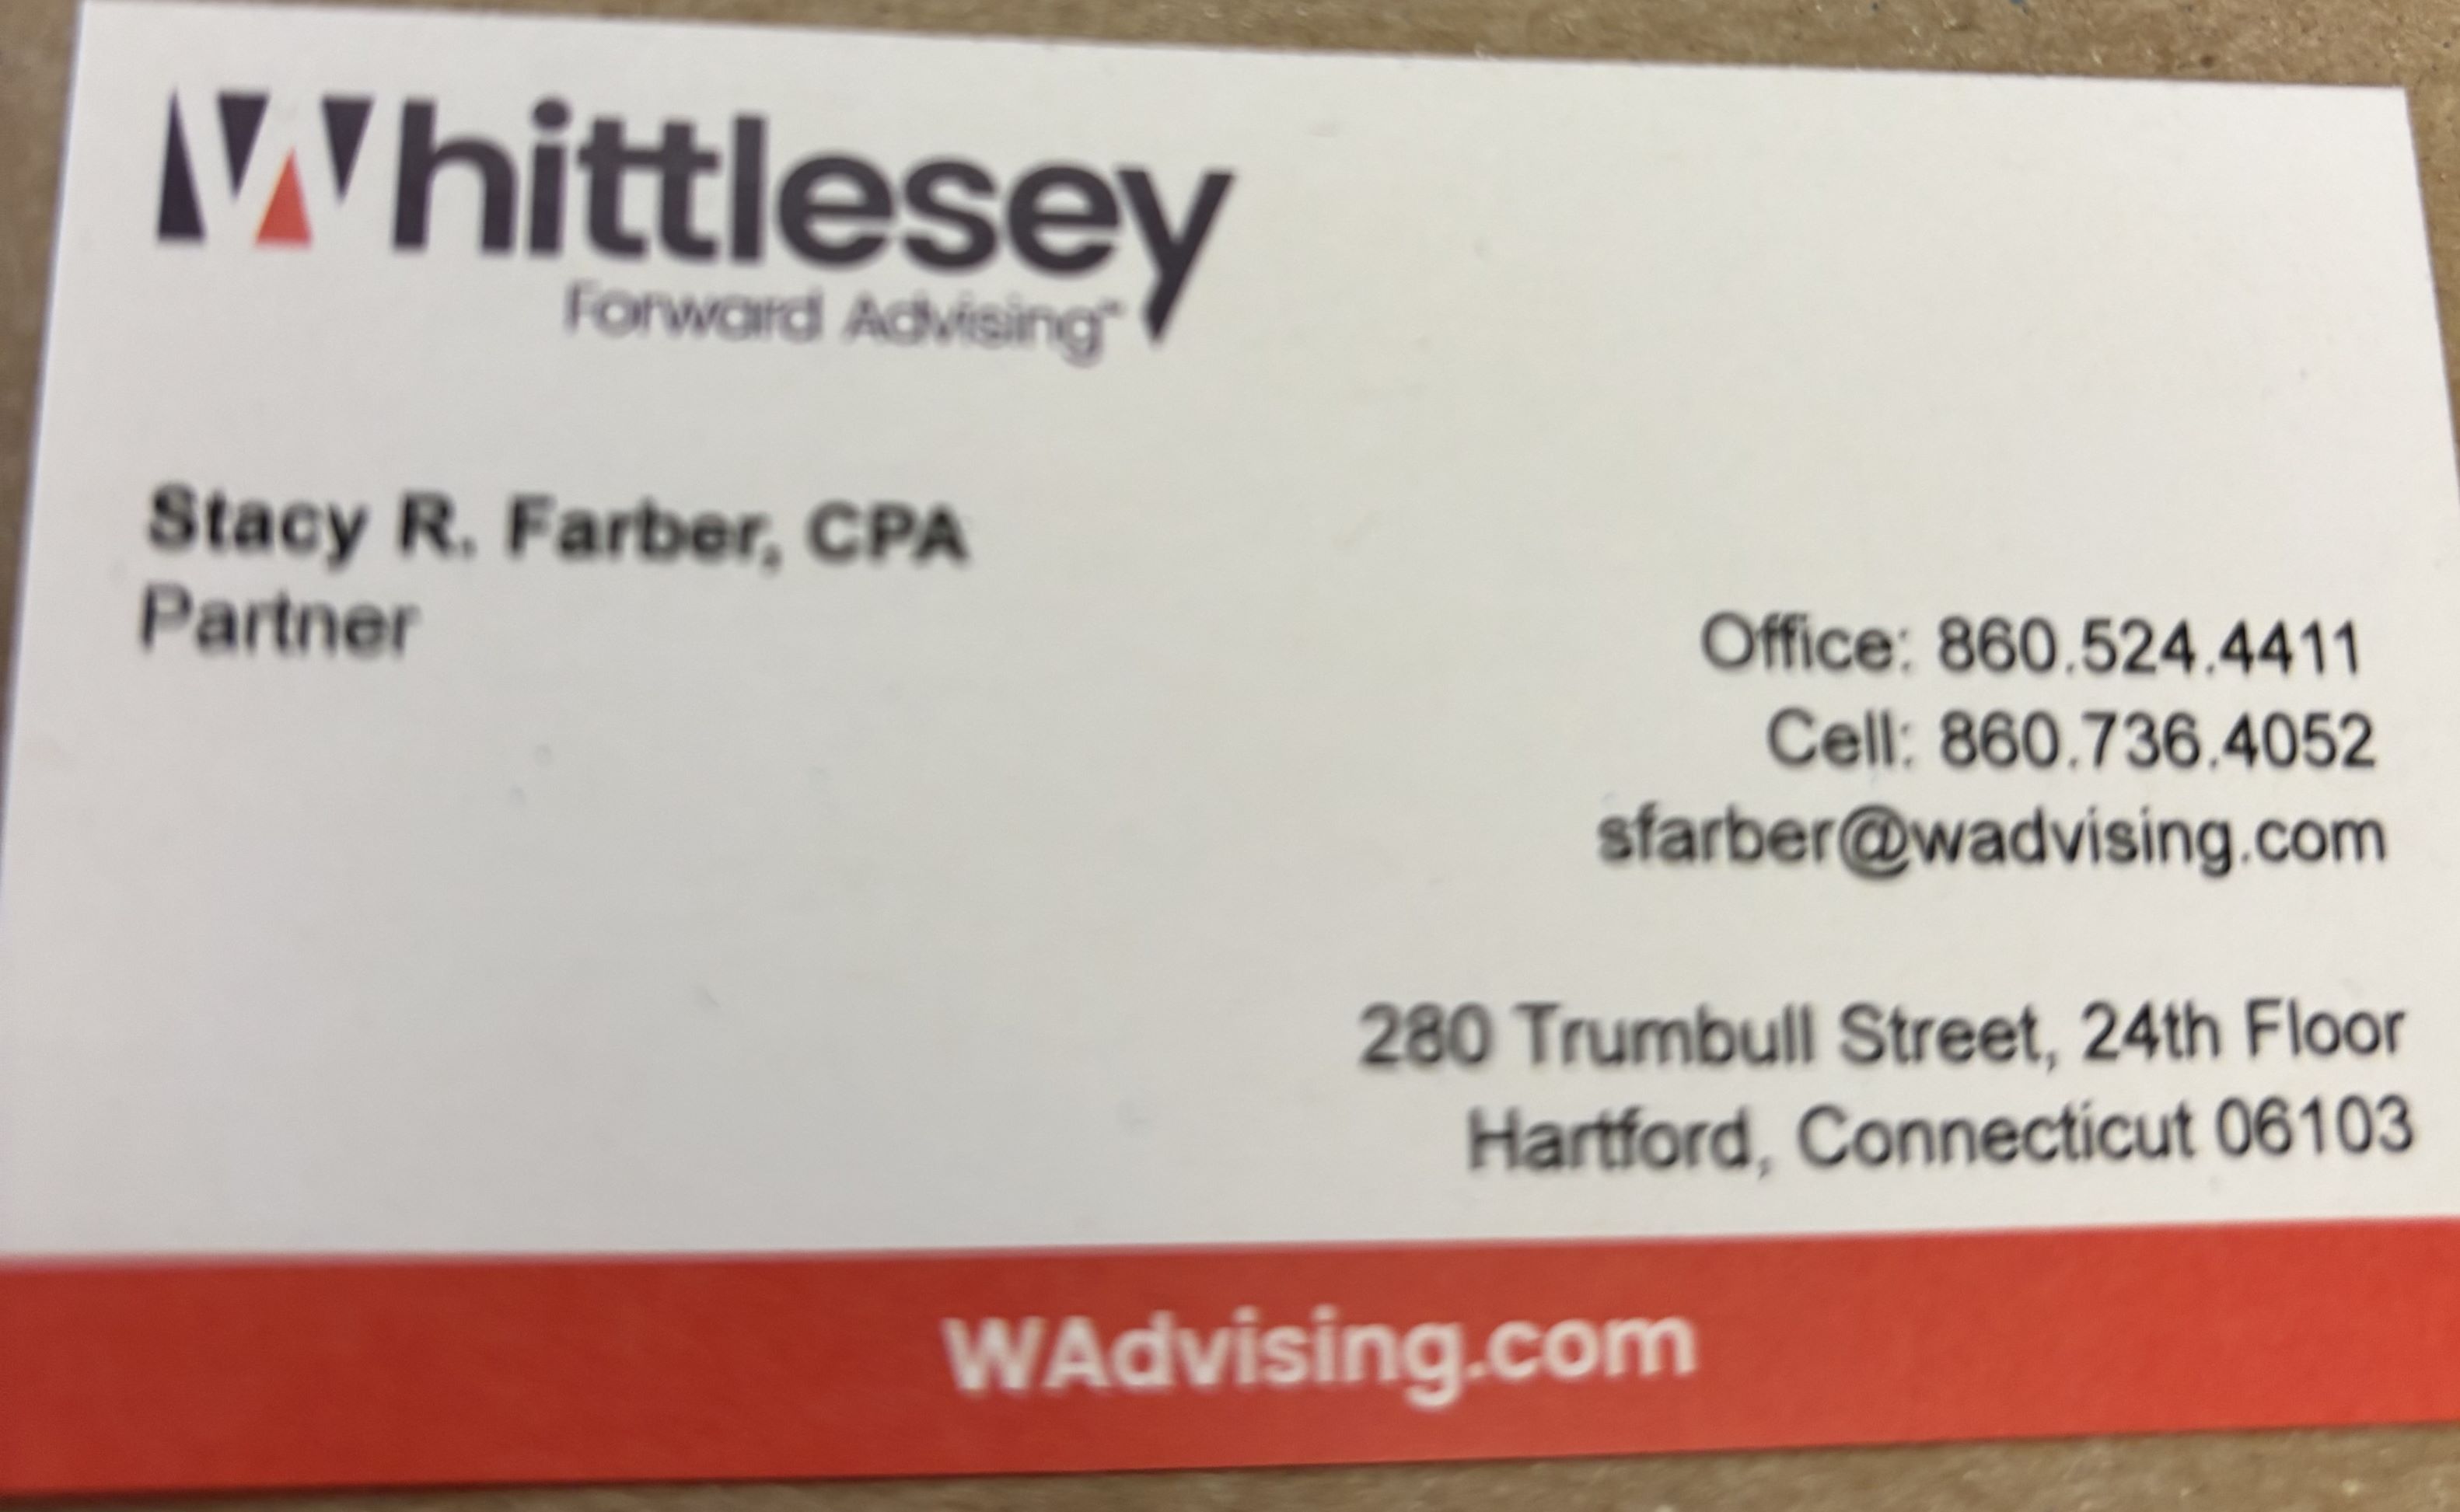 Whittlesey
Forward Advising™
Stacy R. Farber, CPA
Partner
Office: 860.524.4411
Cell: 860.736.4052
sfarber@wadvising.com
280 Trumbull Street, 24th Floor
Hartford, Connecticut 06103
WAdvising.com